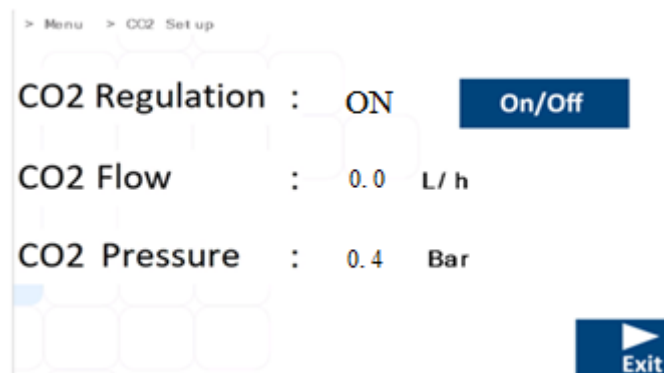 > Menu > CO2 Set up
CO2 Regulation : ON On/Off
CO2 Flow : 0.0 L/ h
CO2 Pressure : 0.4 Bar
Exit